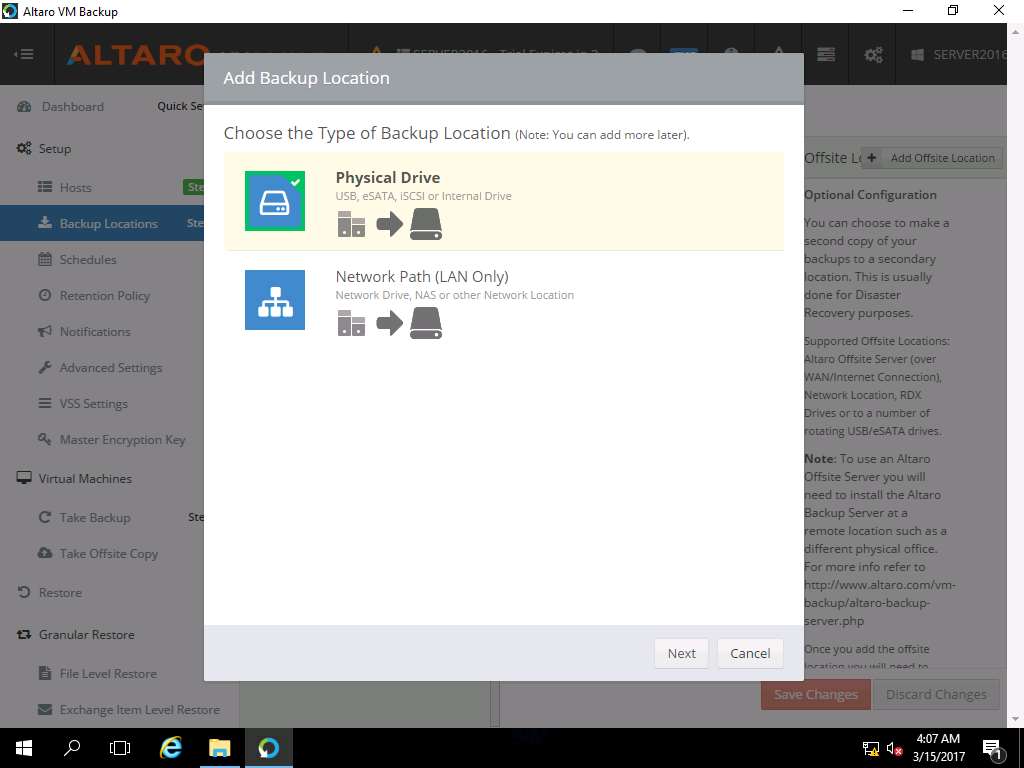 Altaro VM Backup
ALTARO
SERVER2016
Dashboard
Quick Se
Setup
Hosts
Ste
Backup Locations
Ste
Schedules
Retention Policy
Notifications
Advanced Settings
VSS Settings
Master Encryption Key
Virtual Machines
Take Backup
Ste
Take Offsite Copy
Restore
Granular Restore
File Level Restore
Exchange Item Level Restore
Add Backup Location
Choose the Type of Backup Location (Note: You can add more later).
Physical Drive
USB, eSATA, iSCSI or Internal Drive
Network Path (LAN Only)
Network Drive, NAS or other Network Location
Next
Cancel
Offsite Lo
+ Add Offsite Location
Optional Configuration
You can choose to make a
second copy of your
backups to a secondary
location. This is usually
done for Disaster
Recovery purposes.
Supported Offsite Locations:
Altaro Offsite Server (over
WAN/Internet Connection),
Network Location, RDX
Drives or to a number of
rotating USB/eSATA drives.
Note: To use an Altaro
Offsite Server you will
need to install the Altaro
Backup Server at a
remote location such as a
different physical office.
For more info refer to
http://www.altaro.com/vm-
backup/altaro-backup-
server.php
Once you add the offsite
location you will need to
Save Changes
Discard Changes
4:07 AM
3/15/2017
1